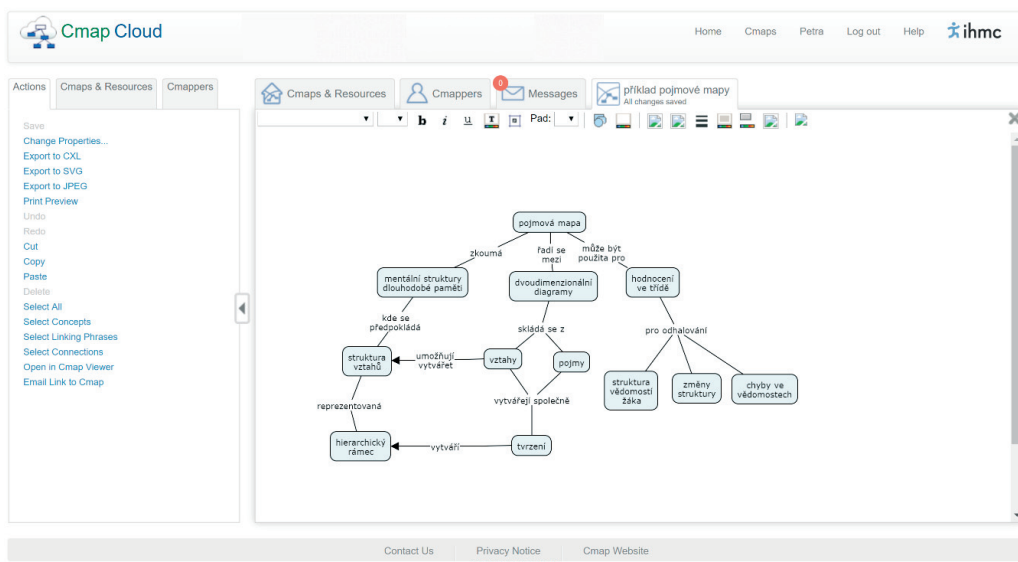 Cmap Cloud
Home Cmaps Petra Log out Help ihmc
Actions Cmaps & Resources Cmappers
Cmaps & Resources Cmappers 0 Messages příklad pojmové mapy
All changes saved
b i u T Pad:
Save
Change Properties...
Export to CXL
Export to SVG
Export to JPEG
Print Preview
Undo
Redo
Cut
Copy
Paste
Delete
Select All
Select Concepts
Select Linking Phrases
Select Connections
Open in Cmap Viewer
Email Link to Cmap
pojmová mapa
zkoumá
řadí se
mezi
může být
použita pro
mentální struktury
dlouhodobé paměti
dvoudimenzionální
diagramy
hodnocení
ve třídě
kde se
předpokládá
skládá se z
pro odhalování
struktura
vztahů
umožňují
vytvářet
vztahy
pojmy
struktura
vědomostí
žáka
změny
struktury
chyby ve
vědomostech
reprezentovaná
vytvářejí společně
hierarchický
rámec
vytváří
tvrzení
Contact Us Privacy Notice Cmap Website